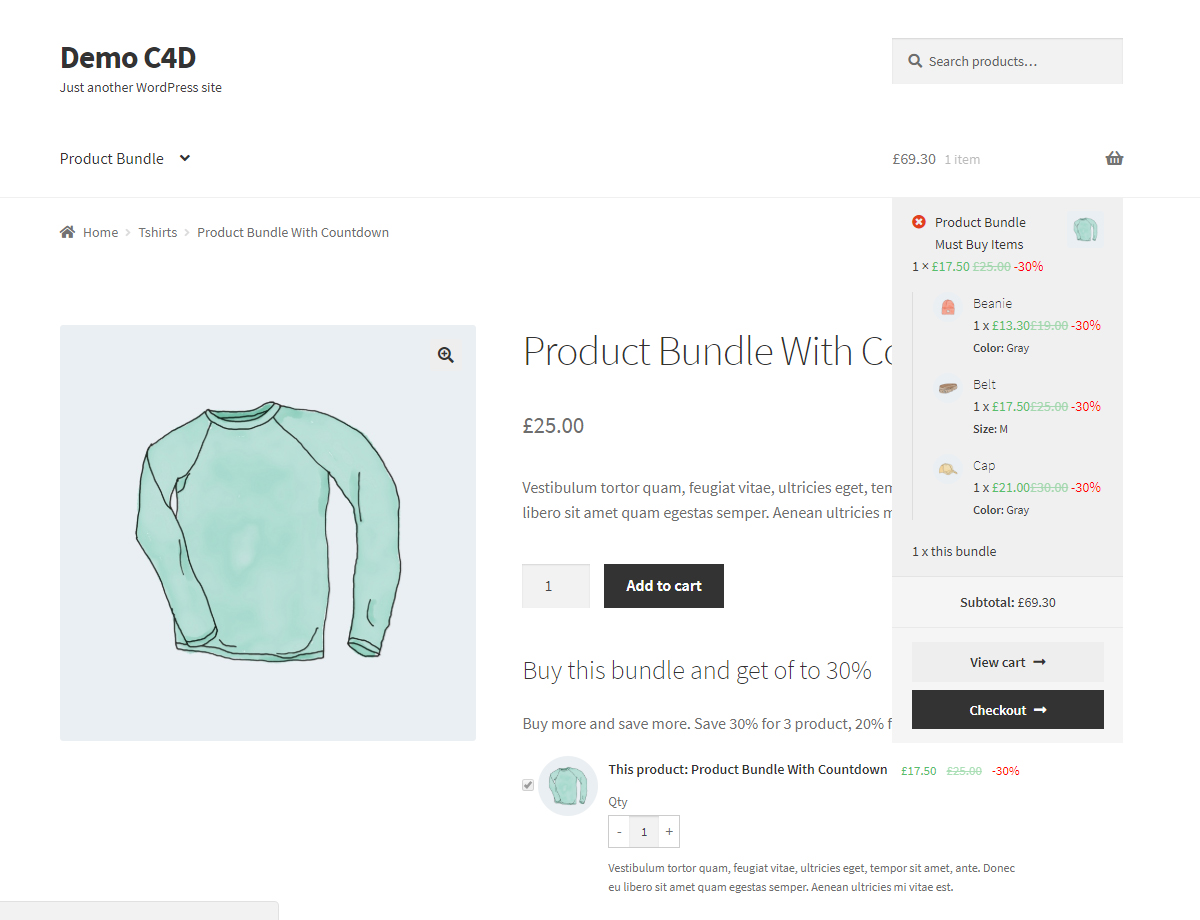 Demo C4D
Just another WordPress site
Search products…
Product Bundle
£69.30 1 item
Home › Tshirts › Product Bundle With Countdown
Product Bundle With Co
£25.00
Vestibulum tortor quam, feugiat vitae, ultricies eget, tem
libero sit amet quam egestas semper. Aenean ultricies m
1
Add to cart
Buy this bundle and get of to 30%
Buy more and save more. Save 30% for 3 product, 20% f
This product: Product Bundle With Countdown £17.50 £25.00 -30%
Qty
- 1 +
Vestibulum tortor quam, feugiat vitae, ultricies eget, tempor sit amet, ante. Donec
eu libero sit amet quam egestas semper. Aenean ultricies mi vitae est.
Product Bundle
Must Buy Items
1 × £17.50 £25.00 -30%
Beanie
1 x £13.30£19.00 -30%
Color: Gray
Belt
1 x £17.50£25.00 -30%
Size: M
Cap
1 x £21.00£30.00 -30%
Color: Gray
1 x this bundle
Subtotal: £69.30
View cart →
Checkout →